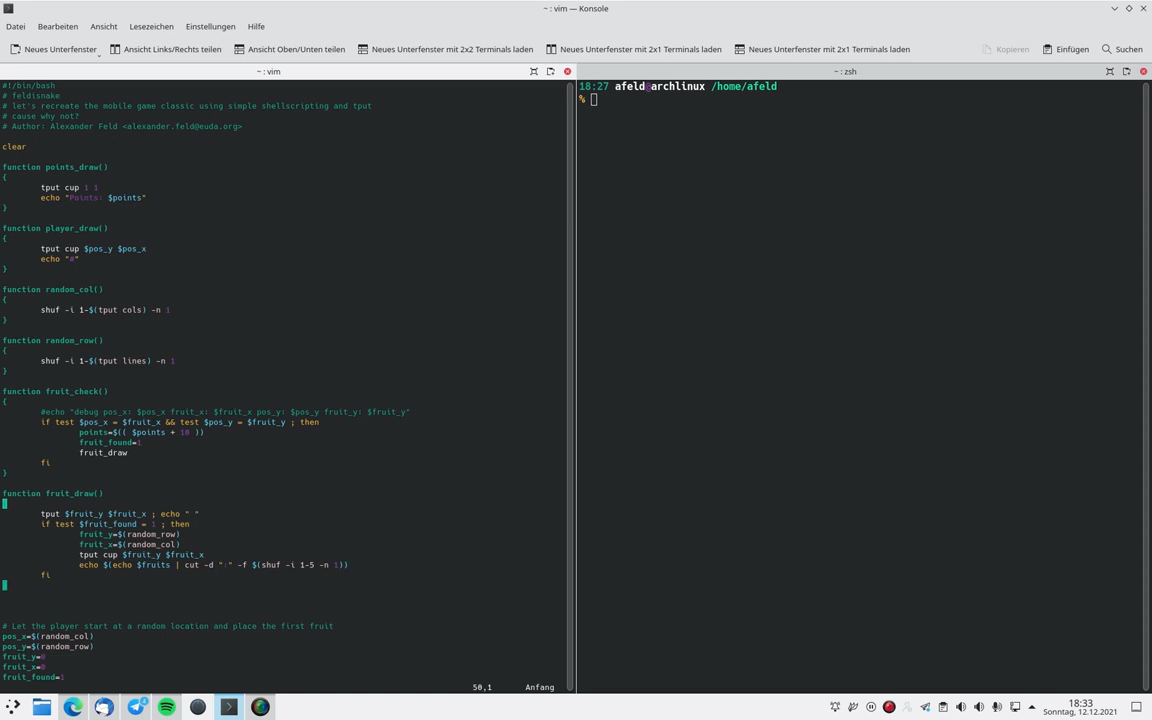 ~ : vim — Konsole
Datei Bearbeiten Ansicht Lesezeichen Einstellungen Hilfe
Neues Unterfenster Ansicht Links/Rechts teilen Ansicht Oben/Unten teilen Neues Unterfenster mit 2x2 Terminals laden Neues Unterfenster mit 2x1 Terminals laden Neues Unterfenster mit 2x1 Terminals laden Kopieren Einfügen Suchen
~ : vim
#!/bin/bash
# feldisnake
# let's recreate the mobile game classic using simple shellscripting and tput
# cause why not?
# Author: Alexander Feld <alexander.feld@euda.org>
clear
function points_draw()
{
tput cup 1 1
echo "Points: $points"
}
function player_draw()
{
tput cup $pos_y $pos_x
echo "#"
}
function random_col()
{
shuf -i 1-$(tput cols) -n 1
}
function random_row()
{
shuf -i 1-$(tput lines) -n 1
}
function fruit_check()
{
#echo "debug pos_x: $pos_x fruit_x: $fruit_x pos_y: $pos_y fruit_y: $fruit_y"
if test $pos_x = $fruit_x && test $pos_y = $fruit_y ; then
points=$(( $points + 10 ))
fruit_found=1
fruit_draw
fi
}
function fruit_draw()
{
tput $fruit_y $fruit_x ; echo " "
if test $fruit_found = 1 ; then
fruit_y=$(random_row)
fruit_x=$(random_col)
tput cup $fruit_y $fruit_x
echo $(echo $fruits | cut -d ":" -f $(shuf -i 1-5 -n 1))
fi
}
# Let the player start at a random location and place the first fruit
pos_x=$(random_col)
pos_y=$(random_row)
fruit_y=0
fruit_x=0
fruit_found=1
50,1 Anfang
~ : zsh
18:27 afeld@archlinux /home/afeld
%
18:33
Sonntag, 12.12.2021